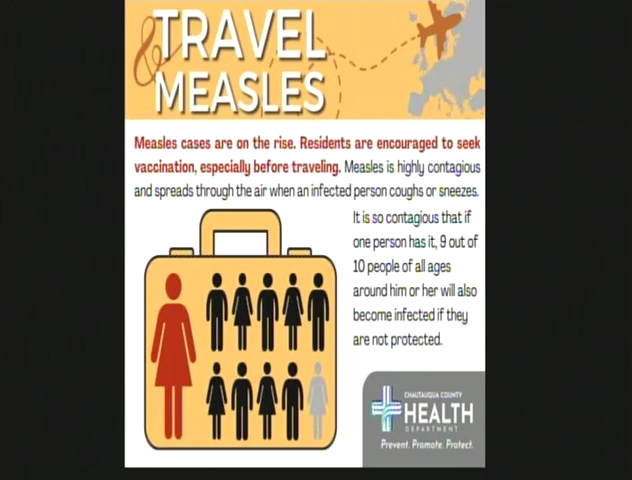 & TRAVEL
MEASLES
Measles cases are on the rise. Residents are encouraged to seek
vaccination, especially before traveling. Measles is highly contagious
and spreads through the air when an infected person coughs or sneezes.
It is so contagious that if
one person has it, 9 out of
10 people of all ages
around him or her will also
become infected if they
are not protected.
CHAUTAUQUA COUNTY
HEALTH
DEPARTMENT
Prevent. Promote. Protect.